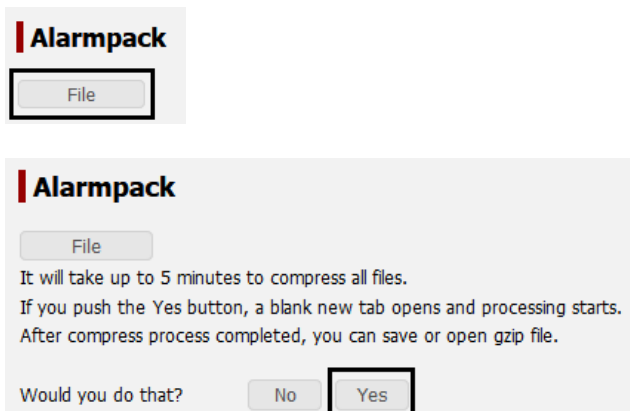 Alarmpack
File
Alarmpack
File
It will take up to 5 minutes to compress all files.
If you push the Yes button, a blank new tab opens and processing starts.
After compress process completed, you can save or open gzip file.
Would you do that? No Yes